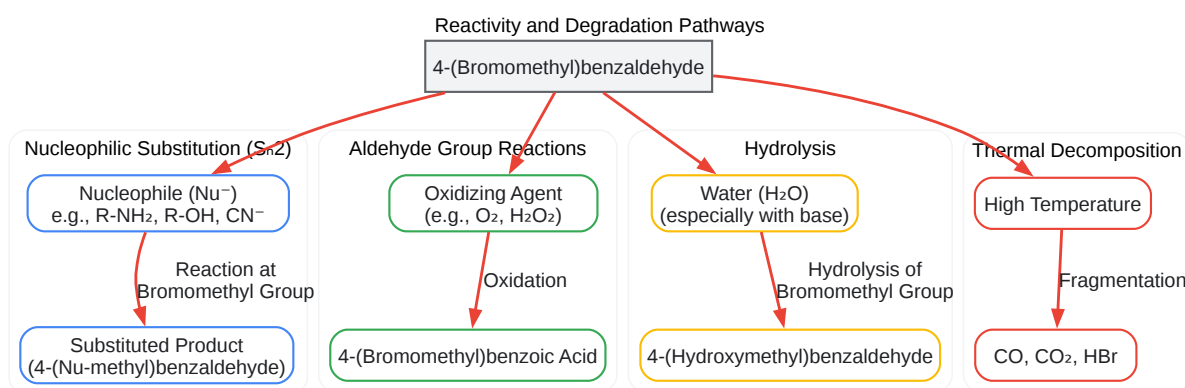 Reactivity and Degradation Pathways
4-(Bromomethyl)benzaldehyde
Nucleophilic Substitution (Sₙ2)
Nucleophile (Nu⁻)
e.g., R-NH₂, R-OH, CN⁻
Reaction at
Bromomethyl Group
Substituted Product
(4-(Nu-methyl)benzaldehyde)
Aldehyde Group Reactions
Oxidizing Agent
(e.g., O₂, H₂O₂)
Oxidation
4-(Bromomethyl)benzoic Acid
Hydrolysis
Water (H₂O)
(especially with base)
Hydrolysis of
Bromomethyl Group
4-(Hydroxymethyl)benzaldehyde
Thermal Decomposition
High Temperature
Fragmentation
CO, CO₂, HBr